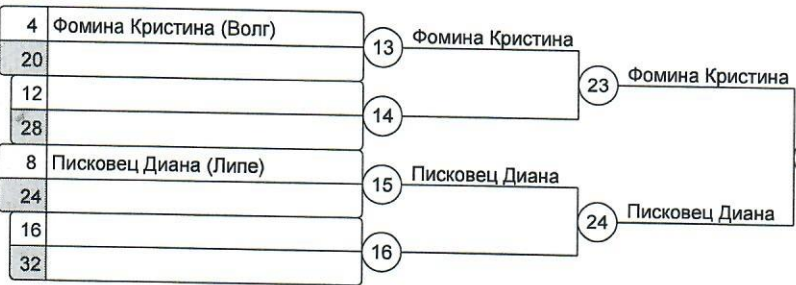 4 Фомина Кристина (Волг)
20
13 Фомина Кристина
12
28
14
23 Фомина Кристина
8 Писковец Диана (Липе)
24
15 Писковец Диана
16
32
16
24 Писковец Диана